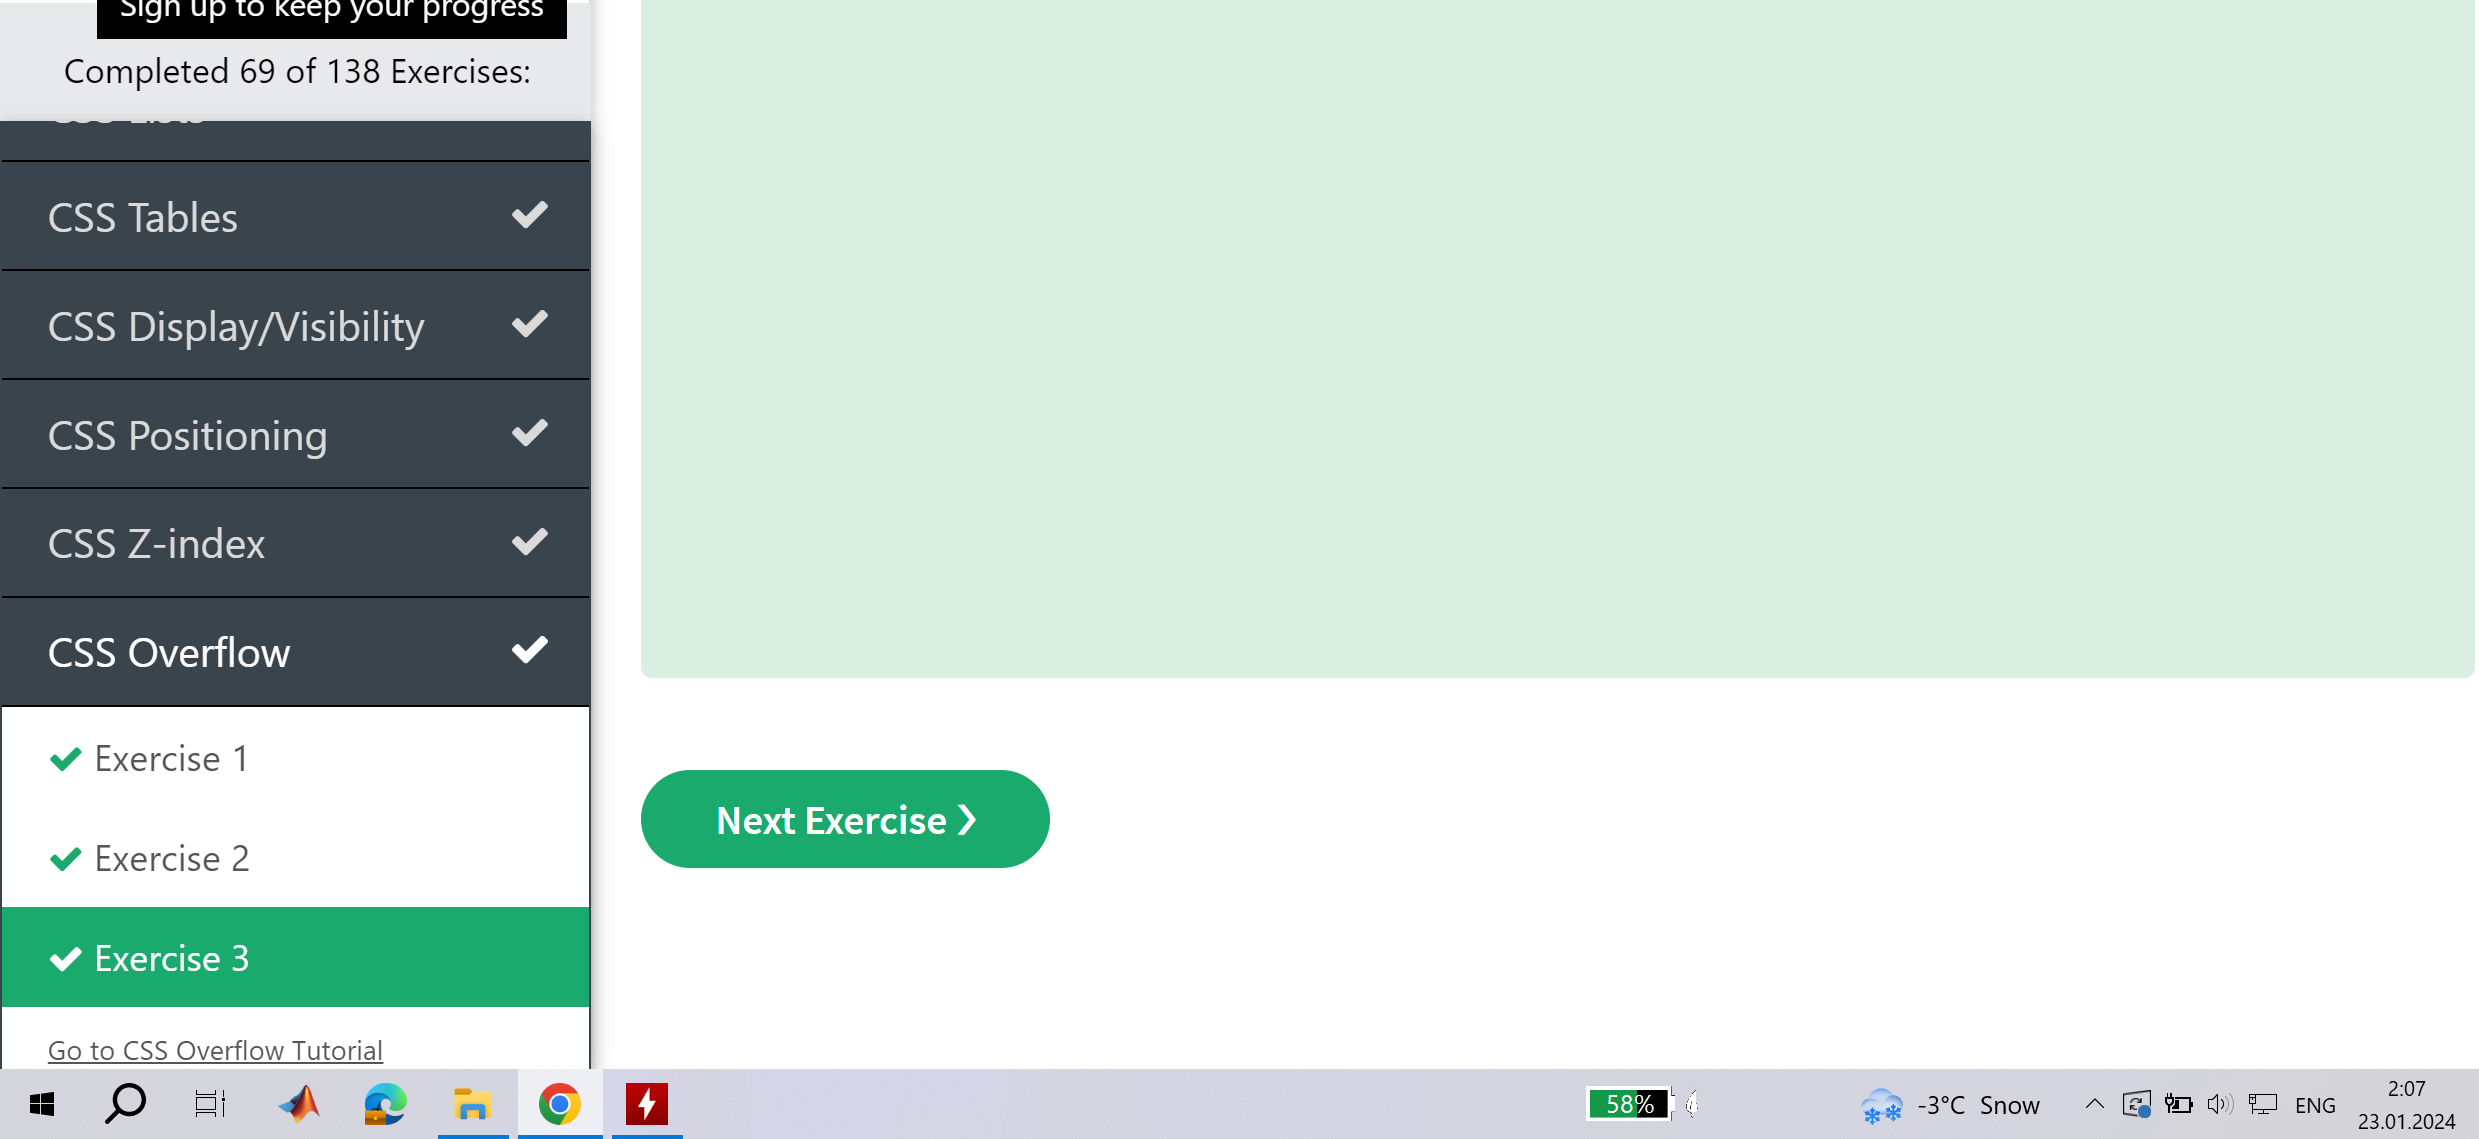 Sign up to keep your progress
Completed 69 of 138 Exercises:
CSS Lists
CSS Tables
CSS Display/Visibility
CSS Positioning
CSS Z-index
CSS Overflow
Exercise 1
Exercise 2
Exercise 3
Go to CSS Overflow Tutorial
Next Exercise ❯
58%
-3°C Snow
ENG
2:07
23.01.2024